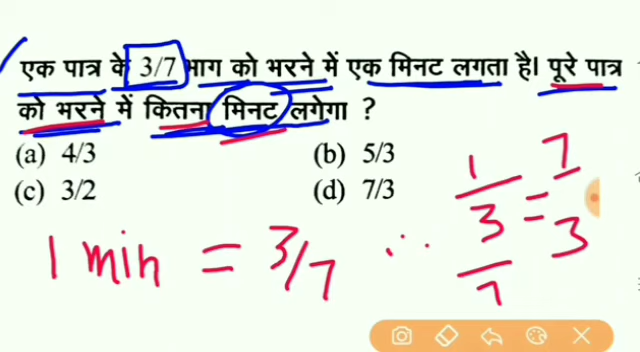 एक पात्र के 3/7 भाग को भरने में एक मिनट लगता है। पूरे पात्र
को भरने में कितना मिनट लगेगा ?
(a) 4/3 (b) 5/3
(c) 3/2 (d) 7/3
1 min = 3/7 ∴ 1/3/7 = 7/3